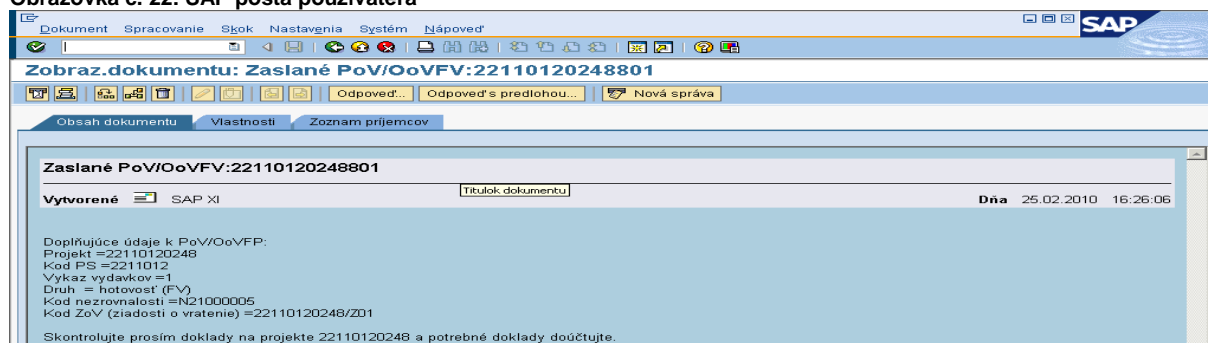 Obrazovka č. 22: SAP pošta používateľa
Dokument Spracovanie Skok Nastavenia Systém Nápoveď
SAP
Zobraz.dokumentu: Zaslané PoV/OoVFV:22110120248801
Odpoveď... Odpoveď s predlohou... Nová správa
Obsah dokumentu Vlastnosti Zoznam príjemcov
Zaslané PoV/OoVFV:22110120248801
Titulok dokumentu
Vytvorené SAP XI Dňa 25.02.2010 16:26:06
Doplňujúce údaje k PoV/OoVFP:
Projekt =22110120248
Kod PS =2211012
Vykaz vydavkov =1
Druh = hotovosť (FV)
Kod nezrovnalosti =N21000005
Kod ZoV (ziadosti o vratenie) =22110120248/Z01
Skontrolujte prosím doklady na projekte 22110120248 a potrebné doklady doúčtujte.